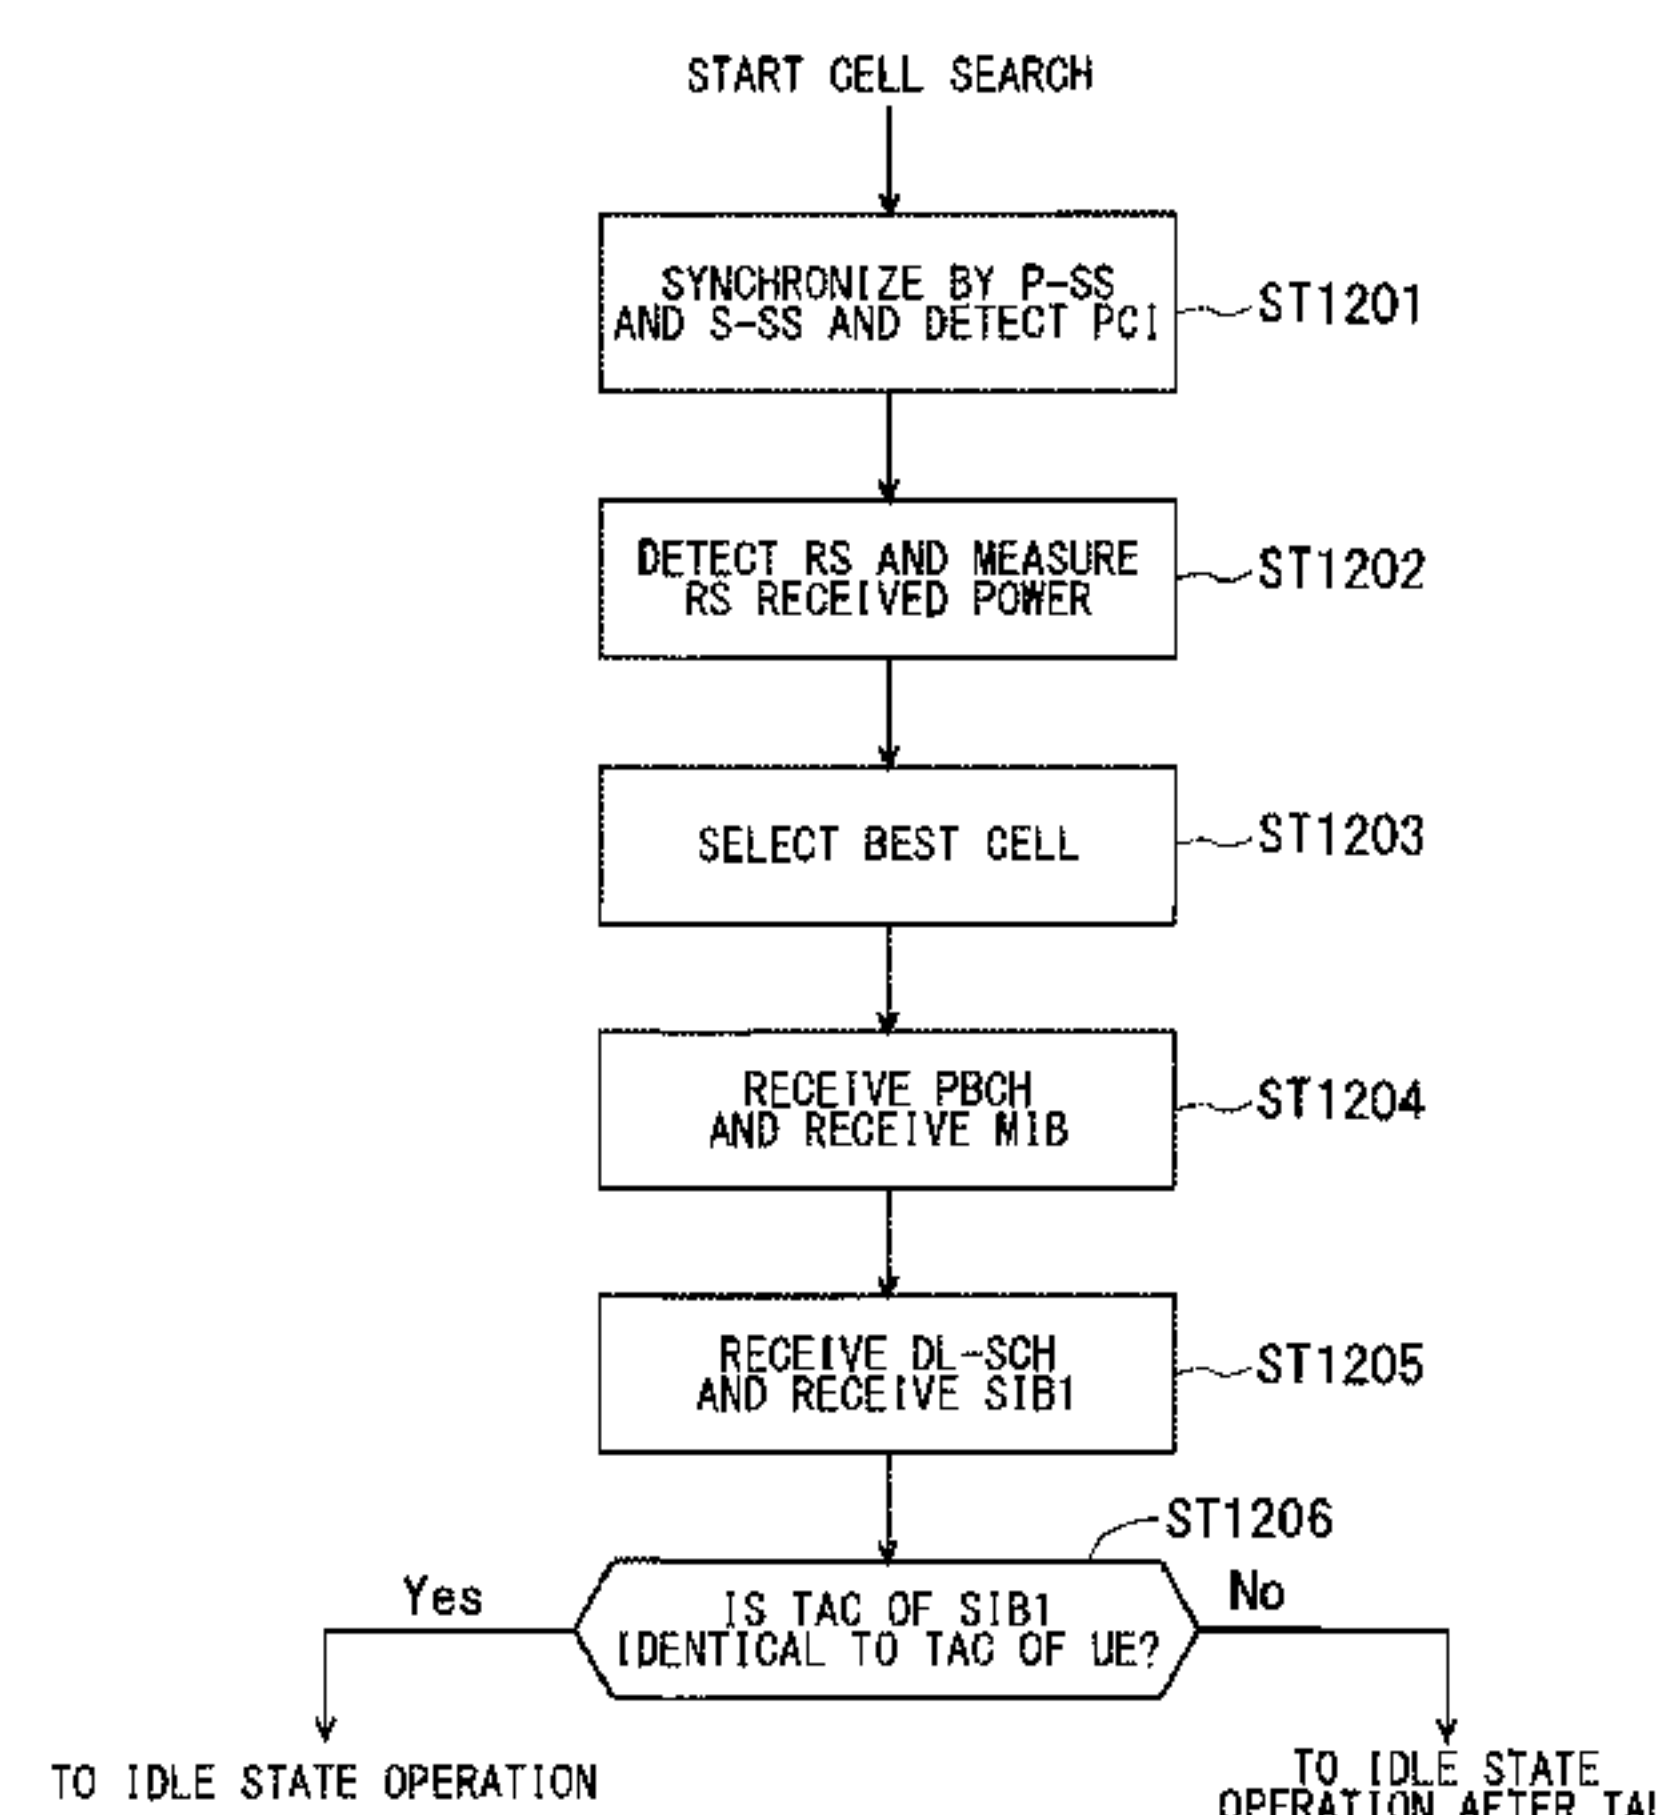 START CELL SEARCH
SYNCHRONIZE BY P-SS
AND S-SS AND DETECT PCI
ST1201
DETECT RS AND MEASURE
RS RECEIVED POWER
ST1202
SELECT BEST CELL
ST1203
RECEIVE PBCH
AND RECEIVE MIB
ST1204
RECEIVE DL-SCH
AND RECEIVE SIB1
ST1205
ST1206
IS TAC OF SIB1
IDENTICAL TO TAC OF UE?
Yes
No
TO IDLE STATE OPERATION
TO IDLE STATE
OPERATION AFTER